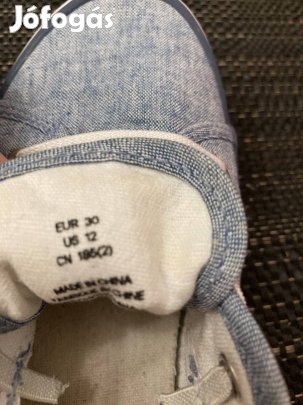 Jófogás
EUR 30
US 12
CN 185(2)
MADE IN CHINA